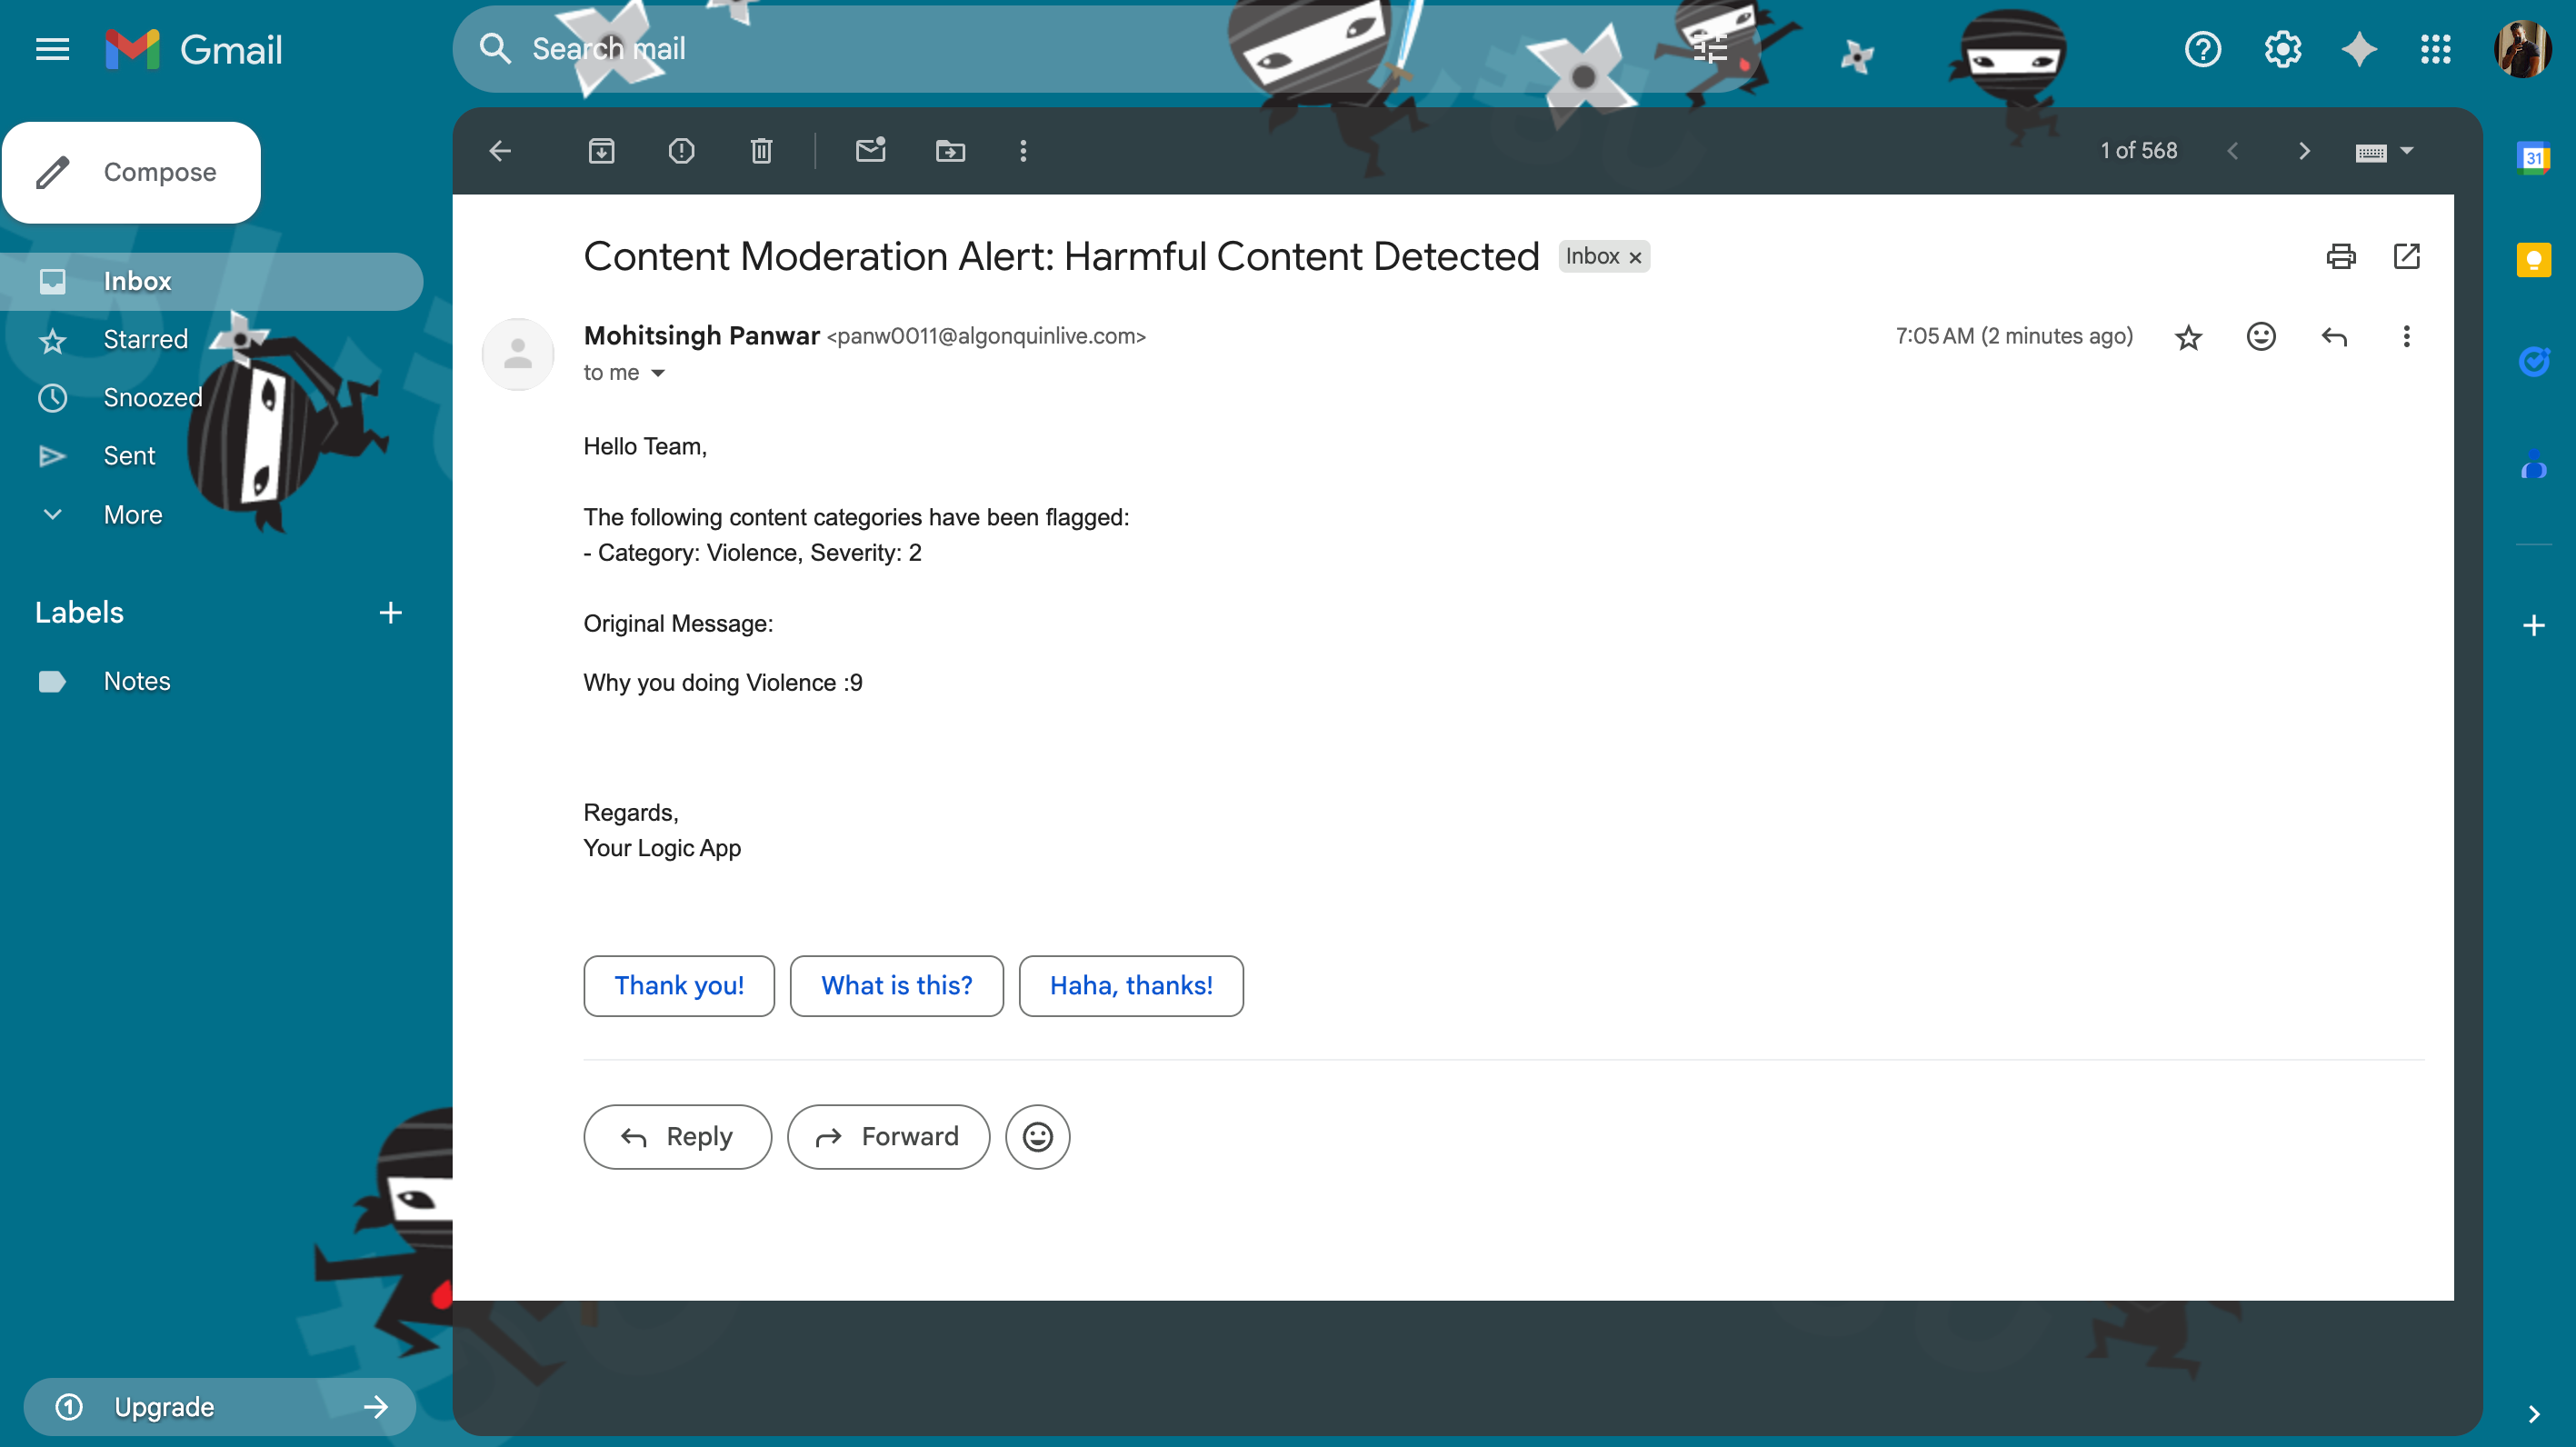 Gmail
Search mail
Compose
1 of 568
31
Inbox
Starred
Snoozed
Sent
More
Labels
Notes
Content Moderation Alert: Harmful Content Detected
Inbox x
Mohitsingh Panwar <panw0011@algonquinlive.com>
7:05 AM (2 minutes ago)
to me
Hello Team,
The following content categories have been flagged:
- Category: Violence, Severity: 2
Original Message:
Why you doing Violence :9
Regards,
Your Logic App
Thank you!
What is this?
Haha, thanks!
Reply
Forward
1 Upgrade